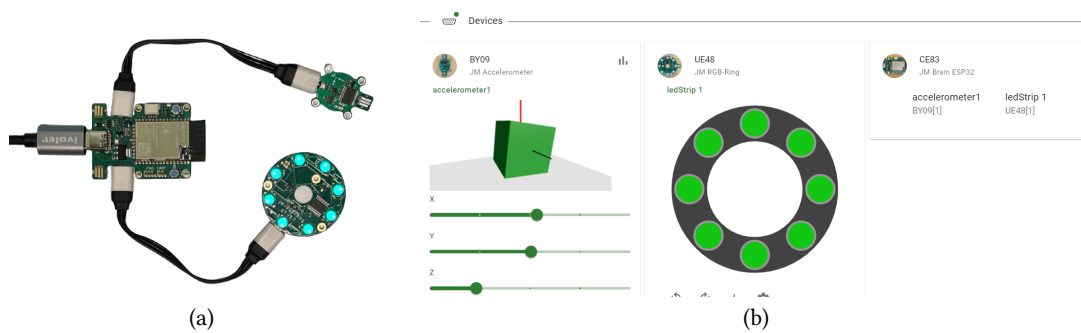 ivoler
Devices
BY09
JM Accelerometer
accelerometer1
X
Y
Z
UE48
JM RGB-Ring
ledStrip 1
CE83
JM Brain ESP32
accelerometer1 ledStrip 1
BY09[1] UE48[1]
(a) (b)